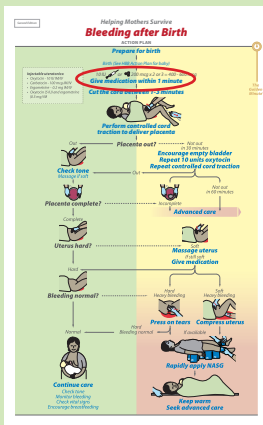 Helping Mothers Survive
Bleeding after Birth
ACTION PLAN
Prepare for birth
Give medication within 1 minute
Cut the cord between 1-3 minutes
Perform controlled cord
traction to deliver placenta
Out
Placenta out?
Not out
in 30 minutes
Encourage empty bladder
Repeat 10 units oxytocin
Repeat controlled cord traction
Check tone
Massage if soft
Out
Not out
in 60 minutes
Placenta complete?
Incomplete
Advanced care
Complete
Uterus hard?
Soft
Massage uterus
If still soft
Give medication
Hard
Hard
Heavy bleeding
Soft
Heavy bleeding
Bleeding normal?
Press on tears
Compress uterus
Normal
Hard
Bleeding normal
If available
Rapidly apply NASG
Continue care
Check tone
Monitor bleeding
Check vital signs
Encourage breastfeeding
Keep warm
Seek advanced care